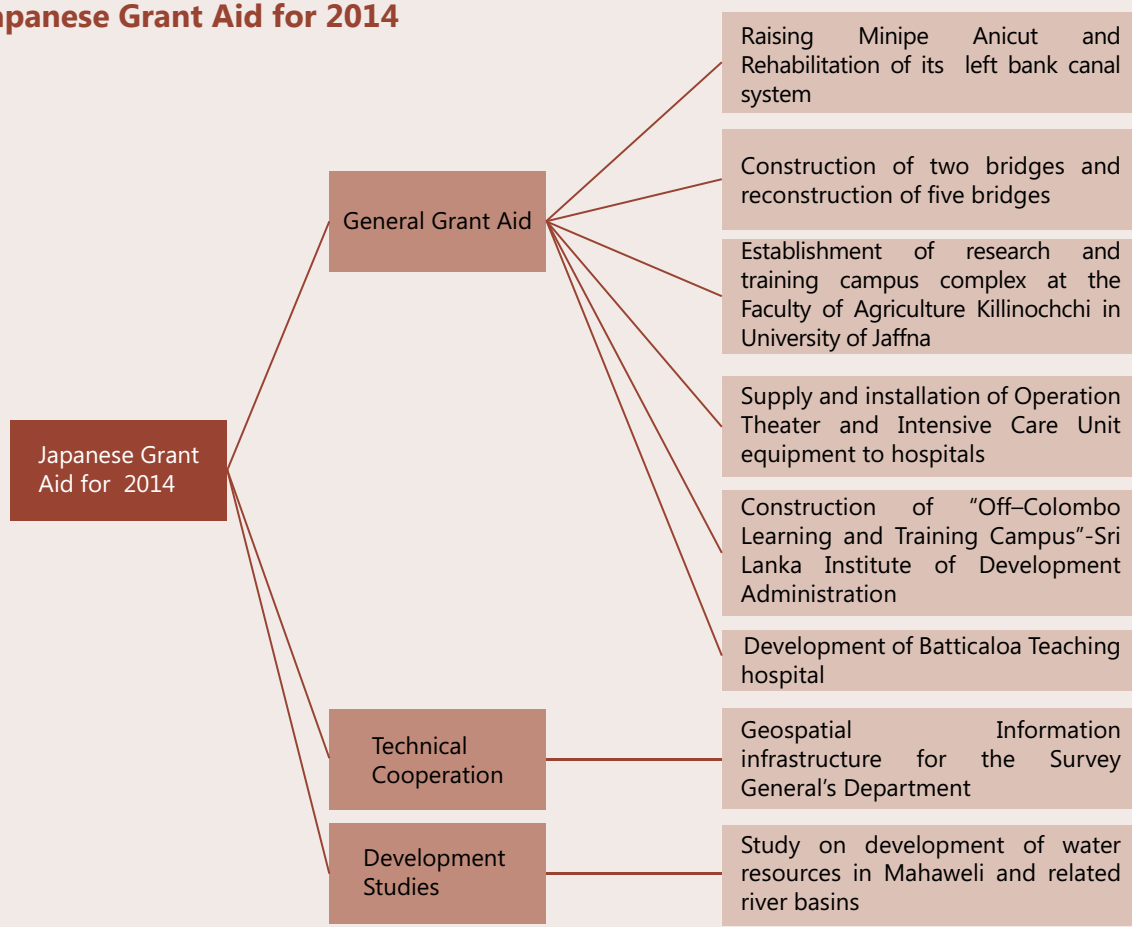 apanese Grant Aid for 2014
Japanese Grant
Aid for 2014
General Grant Aid
Raising Minipe Anicut and
Rehabilitation of its left bank canal
system
Construction of two bridges and
reconstruction of five bridges
Establishment of research and
training campus complex at the
Faculty of Agriculture Killinochchi in
University of Jaffna
Supply and installation of Operation
Theater and Intensive Care Unit
equipment to hospitals
Construction of "Off–Colombo
Learning and Training Campus"-Sri
Lanka Institute of Development
Administration
Development of Batticaloa Teaching
hospital
Technical
Cooperation
Geospatial Information
infrastructure for the Survey
General's Department
Development
Studies
Study on development of water
resources in Mahaweli and related
river basins